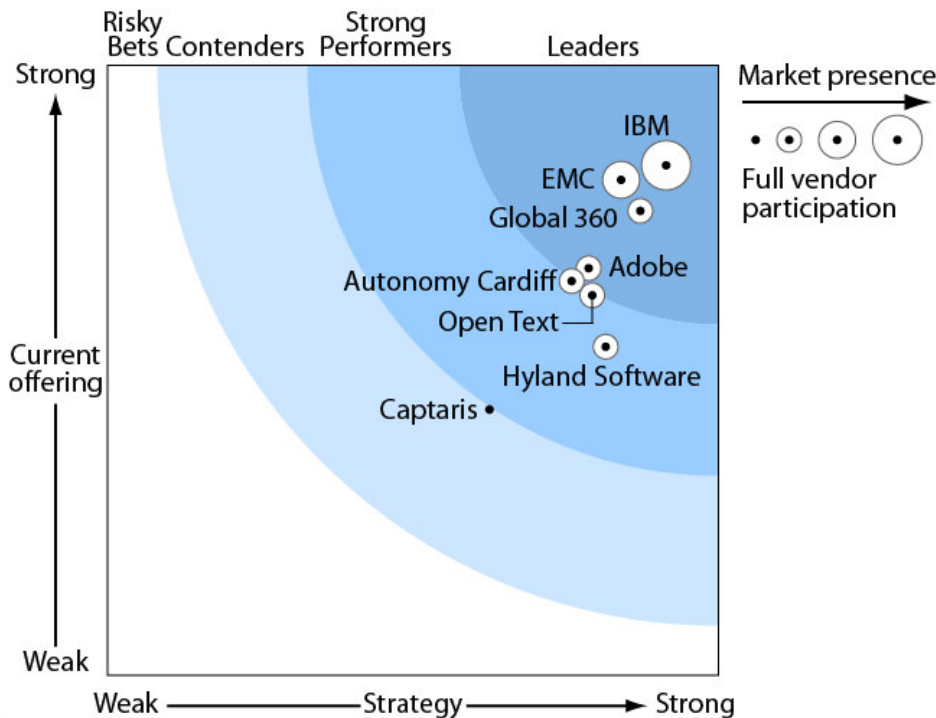 Risky
Bets
Contenders
Strong
Performers
Leaders
Strong
Market presence
IBM
EMC
Full vendor
participation
Global 360
Adobe
Autonomy Cardiff
Open Text
Current
offering
Hyland Software
Captaris
Weak
Weak
Strategy
Strong